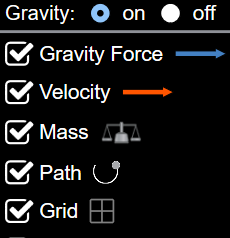 Gravity: on off
Gravity Force
Velocity
Mass
Path
Grid